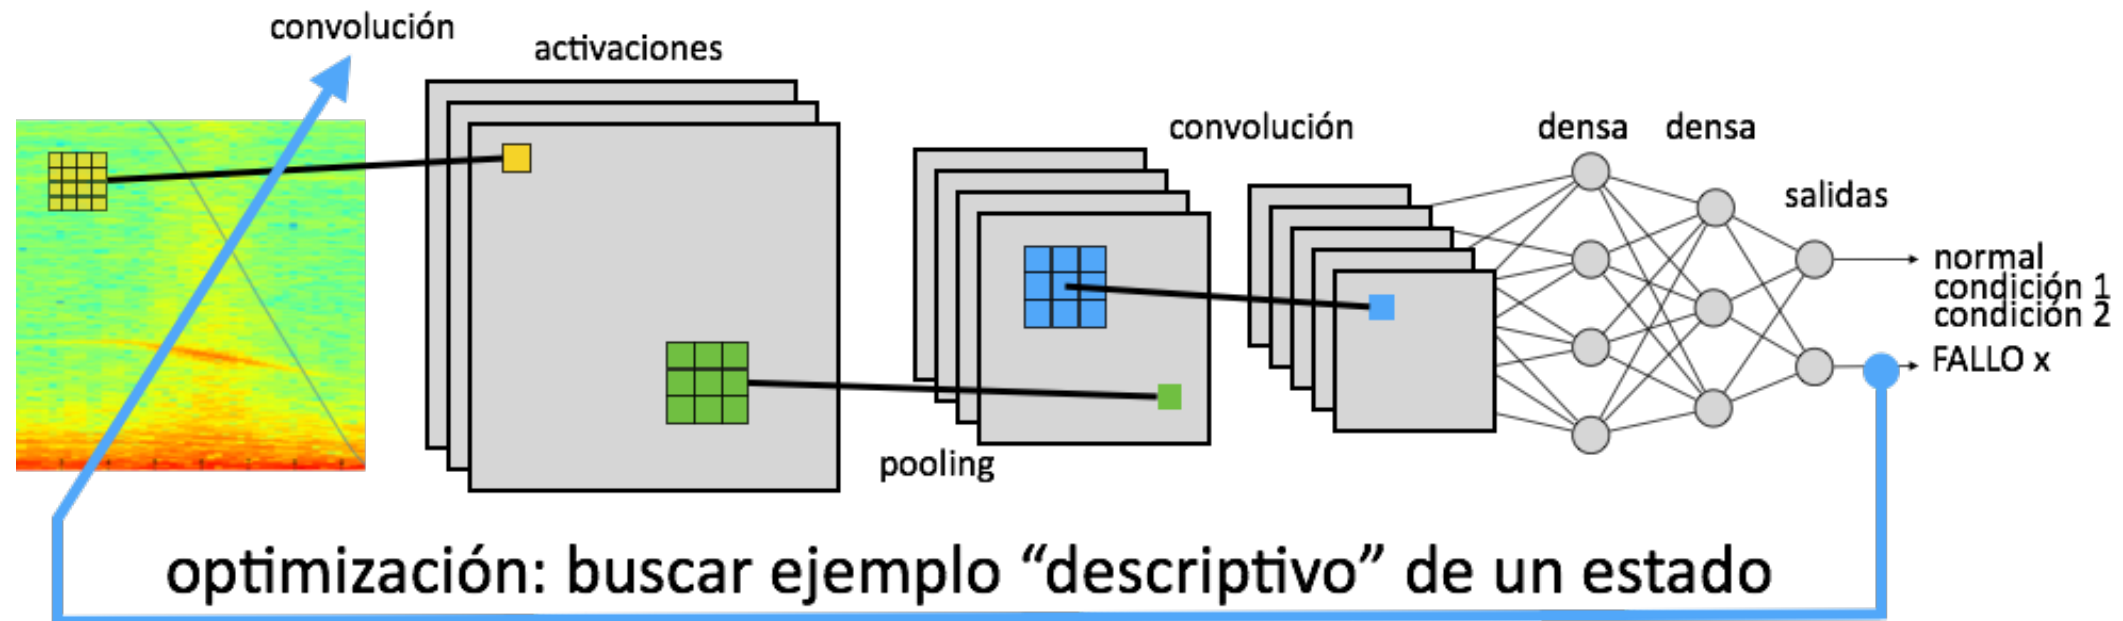 convolución
activaciones
convolución
densa densa
salidas
normal
condición 1
condición 2
FALLO x
pooling
optimización: buscar ejemplo “descriptivo” de un estado